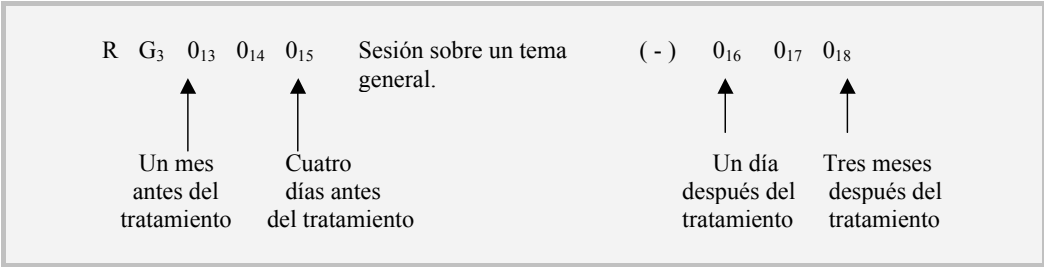 R G₃ 0₁₃ 0₁₄ 0₁₅ Sesión sobre un tema general. ( - ) 0₁₆ 0₁₇ 0₁₈
Un mes antes del tratamiento
Cuatro días antes del tratamiento
Un día después del tratamiento
Tres meses después del tratamiento